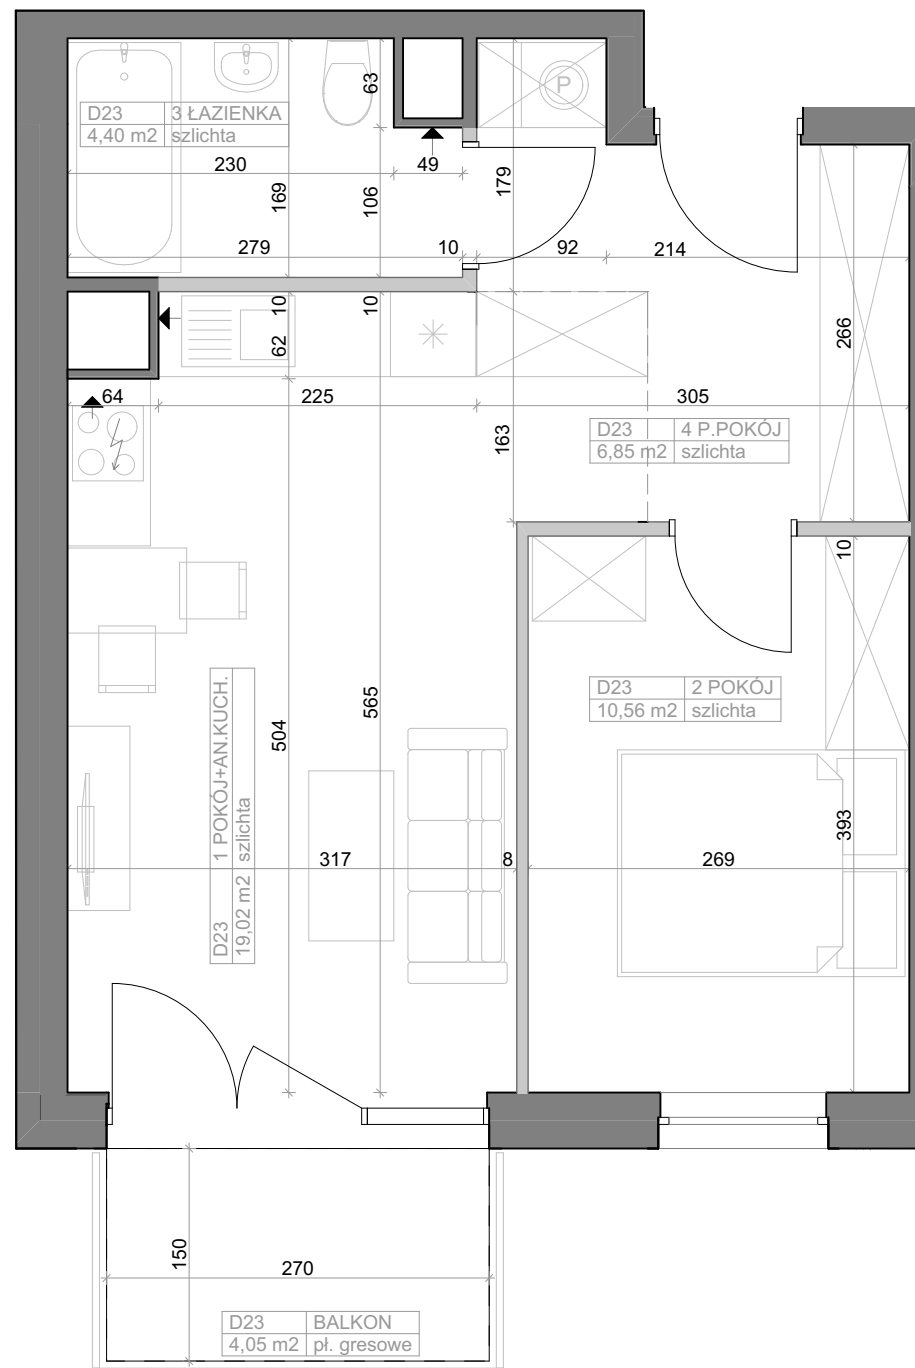 63
P
D23 3 ŁAZIENKA
4,40 m2 szlichta
230
49
179
169
106
279
10
92
214
10
10
62
266
64
225
305
163
D23 4 P.POKÓJ
6,85 m2 szlichta
10
D23 2 POKÓJ
10,56 m2 szlichta
D23 1 POKÓJ+AN.KUCH.
19,02 m2 szlichta
504
565
393
317
8
269
150
270
D23 BALKON
4,05 m2 pł. gresowe